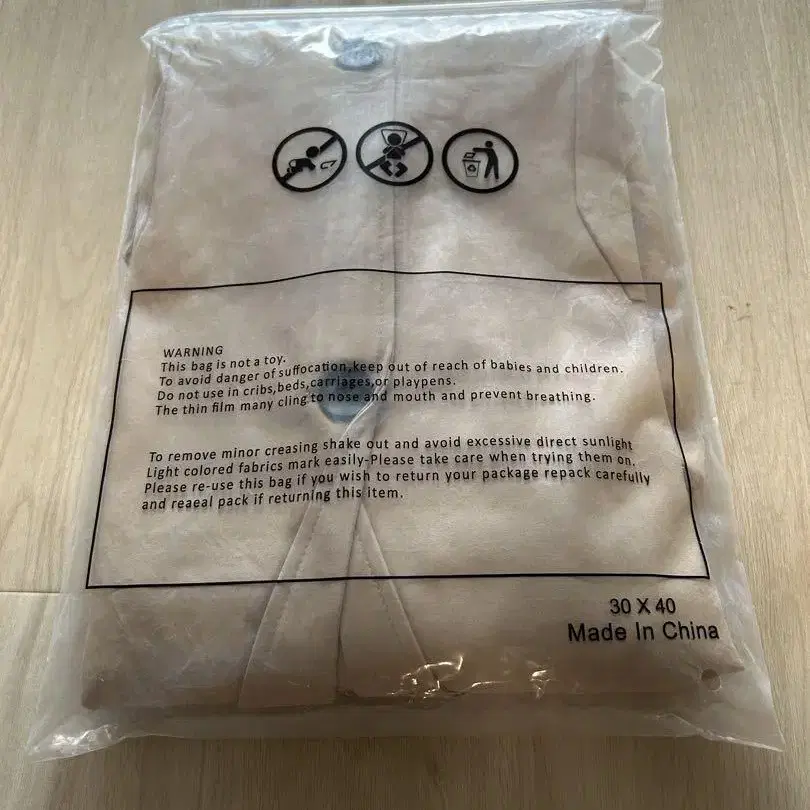 WARNING
This bag is not a toy.
To avoid danger of suffocation,keep out of reach of babies and children.
Do not use in cribs,beds,carriages,or playpens.
The thin film many cling to nose and mouth and prevent breathing.
To remove minor creasing shake out and avoid excessive direct sunlight
Light colored fabrics mark easily-Please take care when trying them on.
Please re-use this bag if you wish to return your package repack carefully
and reaeal pack if returning this item.
30 X 40
Made In China